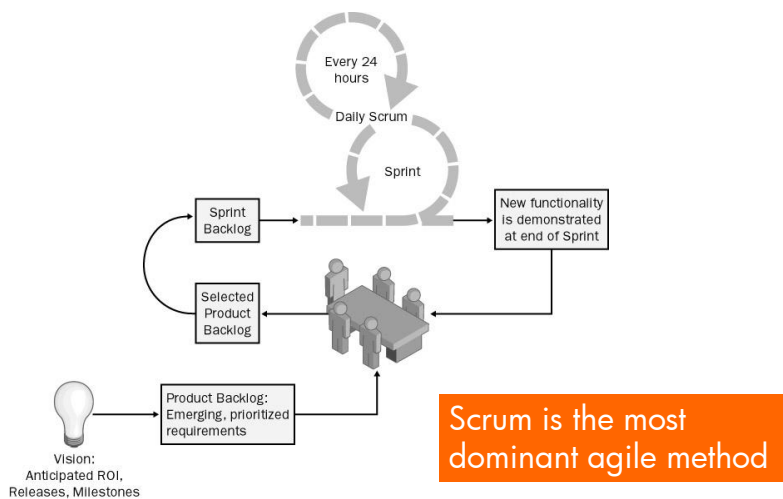 Every 24
hours
Daily Scrum
Sprint
Sprint
Backlog
New functionality
is demonstrated
at end of Sprint
Selected
Product
Backlog
Product Backlog:
Emerging, prioritized
requirements
Vision:
Anticipated ROI,
Releases, Milestones
Scrum is the most
dominant agile method